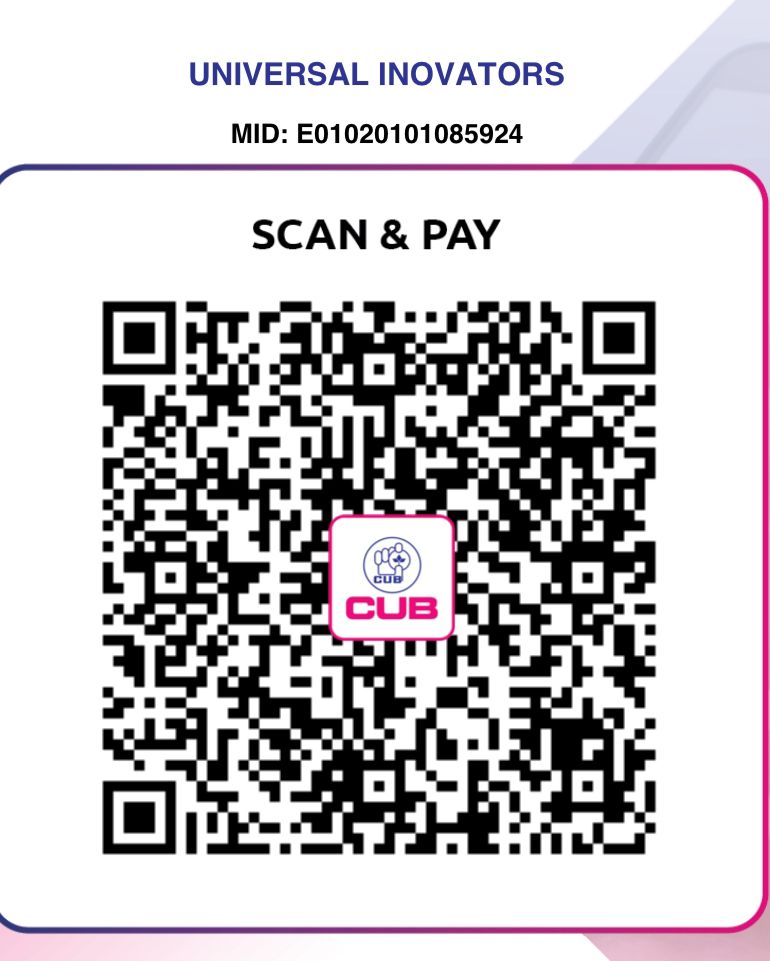 UNIVERSAL INOVATORS
MID: E01020101085924
SCAN & PAY
CUB
CUB